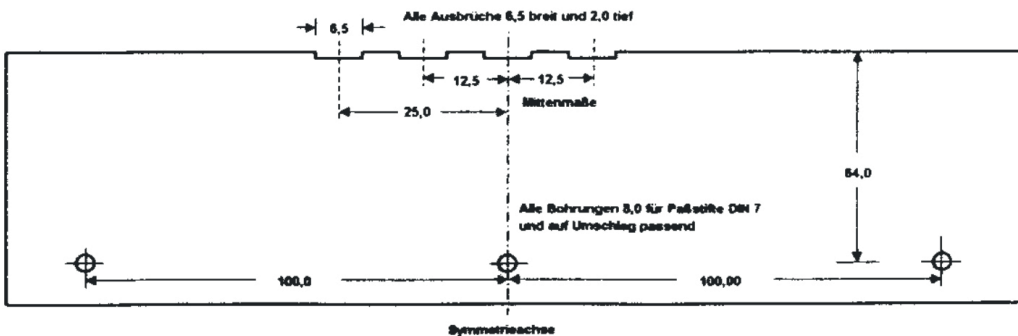 Alle Ausbrüche 6,5 breit und 2,0 tief
6,5
12,5
12,5
Mittenmaße
25,0
64,0
Alle Bohrungen 8,0 für Paßstifte DIN 7
und auf Umschlag passend
100,0
100,00
Symmetrieachse